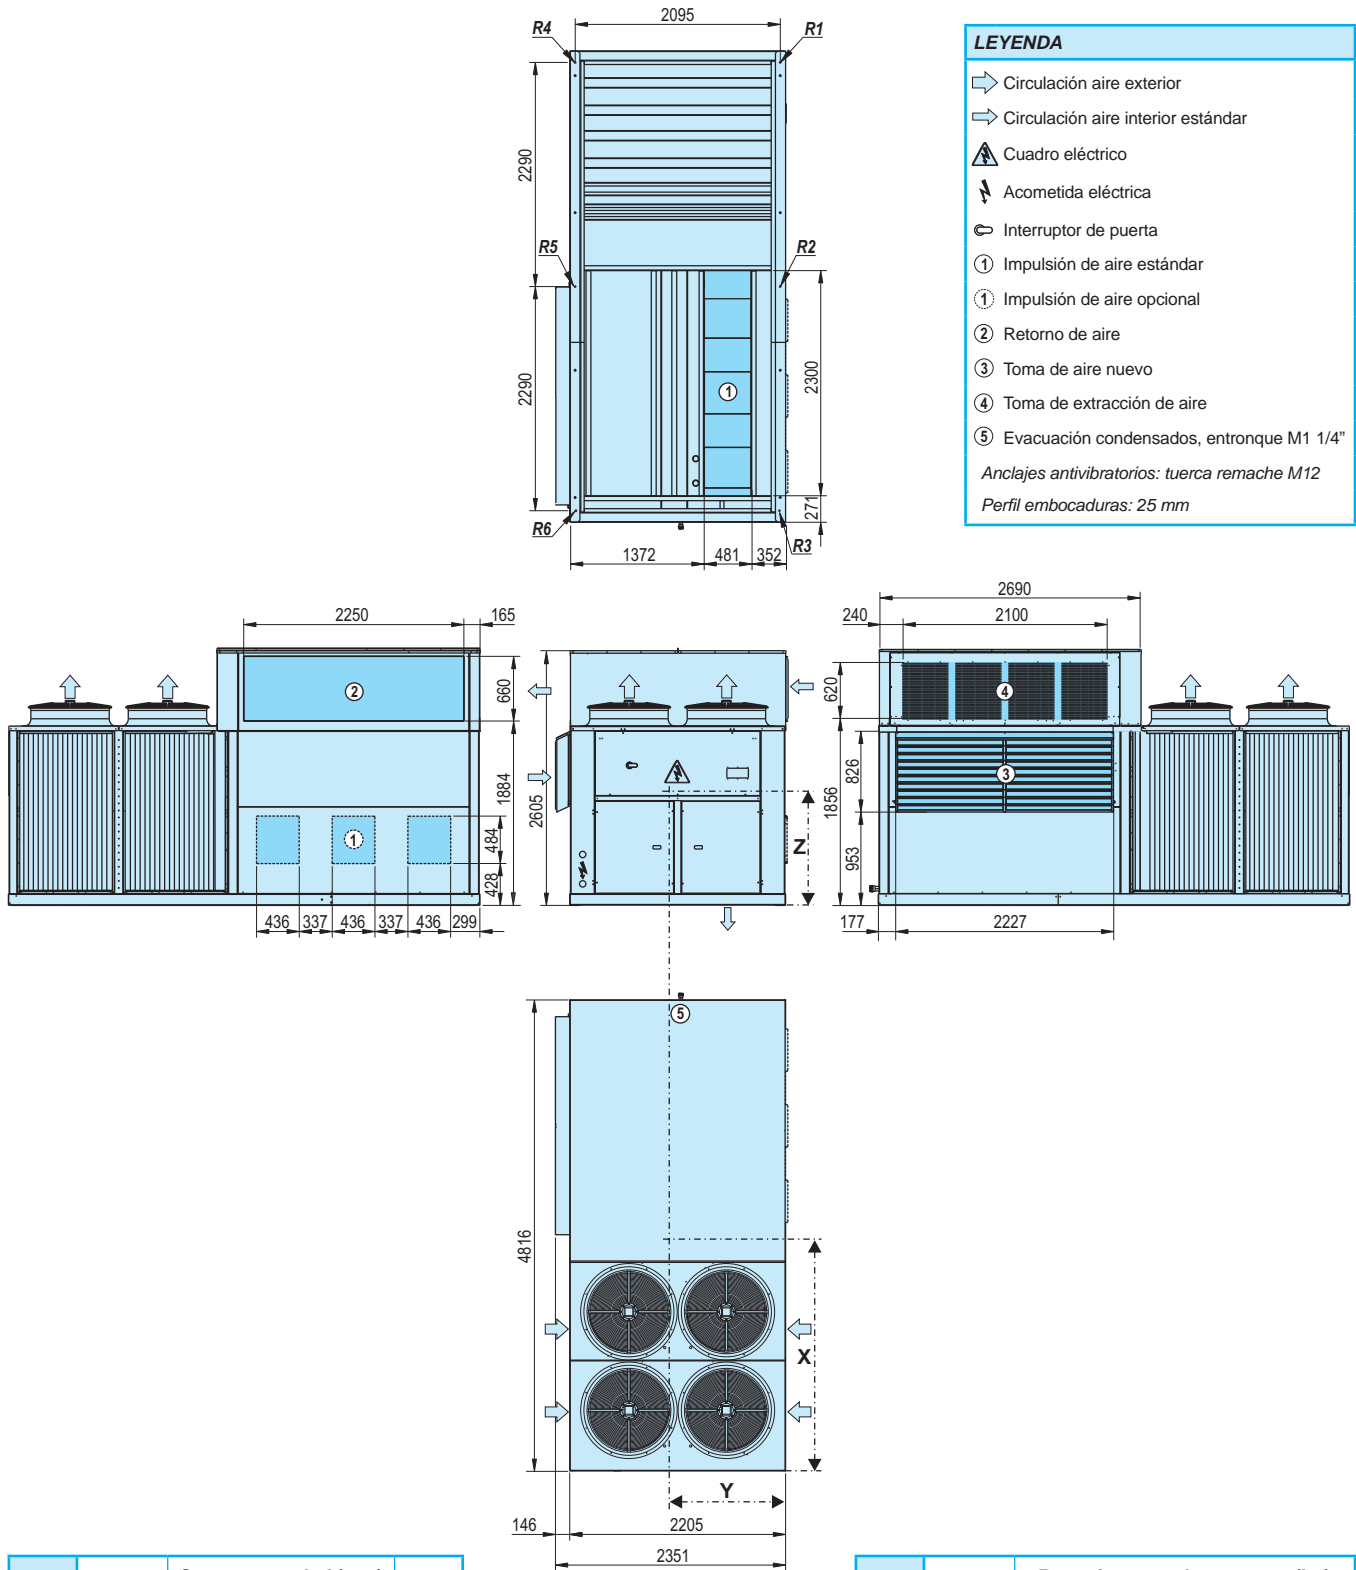 2095
R4
R1
2290
R5
R2
2290
1
2300
271
R6
R3
1372
481
352
LEYENDA
Circulación aire exterior
Circulación aire interior estándar
Cuadro eléctrico
Acometida eléctrica
Interruptor de puerta
1 Impulsión de aire estándar
1 Impulsión de aire opcional
2 Retorno de aire
3 Toma de aire nuevo
4 Toma de extracción de aire
5 Evacuación condensados, entronque M1 1/4”
Anclajes antivibratorios: tuerca remache M12
Perfil embocaduras: 25 mm
2250
165
2
660
1884
1
484
428
436
337
436
337
436
299
2605
Z
2690
240
2100
620
4
826
3
1856
953
177
2227
5
4816
X
Y
146
2205
2351